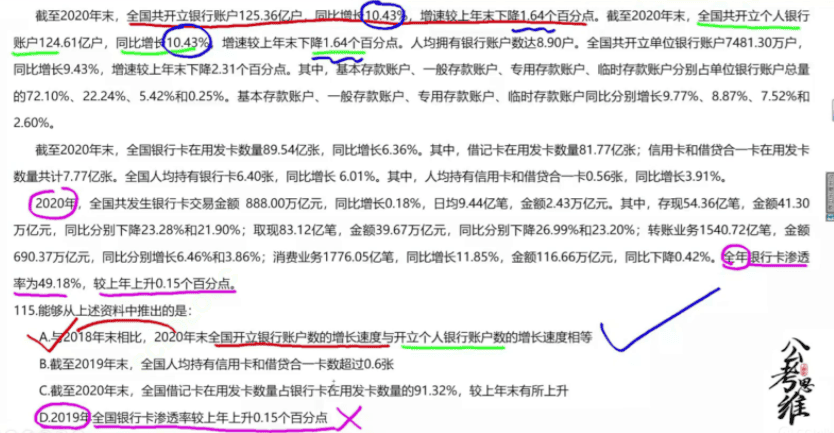 截至2020年末，全国共开立银行账户125.36亿户，同比增长10.43%，增速较上年末下降1.64个百分点。截至2020年末，全国共开立个人银行
账户124.61亿户，同比增长10.43%，增速较上年末下降1.64个百分点。人均拥有银行账户数达8.90户。全国共开立单位银行账户7481.30万户，
同比增长9.43%，增速较上年末下降2.31个百分点。其中，基本存款账户、一般存款账户、专用存款账户、临时存款账户分别占单位银行账户总量
的72.10%、22.24%、5.42%和0.25%。基本存款账户、一般存款账户、专用存款账户、临时存款账户同比分别增长9.77%、8.87%、7.52%和
2.60%。
截至2020年末，全国银行卡在用发卡数量89.54亿张，同比增长6.36%。其中，借记卡在用发卡数量81.77亿张；信用卡和借贷合一卡在用发卡
数量共计7.77亿张。全国人均持有银行卡6.40张，同比增长 6.01%。其中，人均持有信用卡和借贷合一卡0.56张，同比增长3.91%。
2020年，全国共发生银行卡交易金额 888.00万亿元，同比增长0.18%，日均9.44亿笔，金额2.43万亿元。其中，存现54.36亿笔，金额41.30
万亿元，同比分别下降23.28%和21.90%；取现83.12亿笔，金额39.67万亿元，同比分别下降26.99%和23.20%；转账业务1540.72亿笔，金额
690.37万亿元，同比分别增长6.46%和3.86%；消费业务1776.05亿笔，同比增长11.85%，金额116.66万亿元，同比下降0.42%。全年银行卡渗透
率为49.18%，较上年上升0.15个百分点。
115.能够从上述资料中推出的是：
A.与2018年末相比，2020年末全国开立银行账户数的增长速度与开立个人银行账户数的增长速度相等
B.截至2019年末，全国人均持有信用卡和借贷合一卡数超过0.6张
C.截至2020年末，全国借记卡在用发卡数量占银行卡在用发卡数量的91.32%，较上年末有所上升
D.2019年全国银行卡渗透率较上年上升0.15个百分点
公考思维